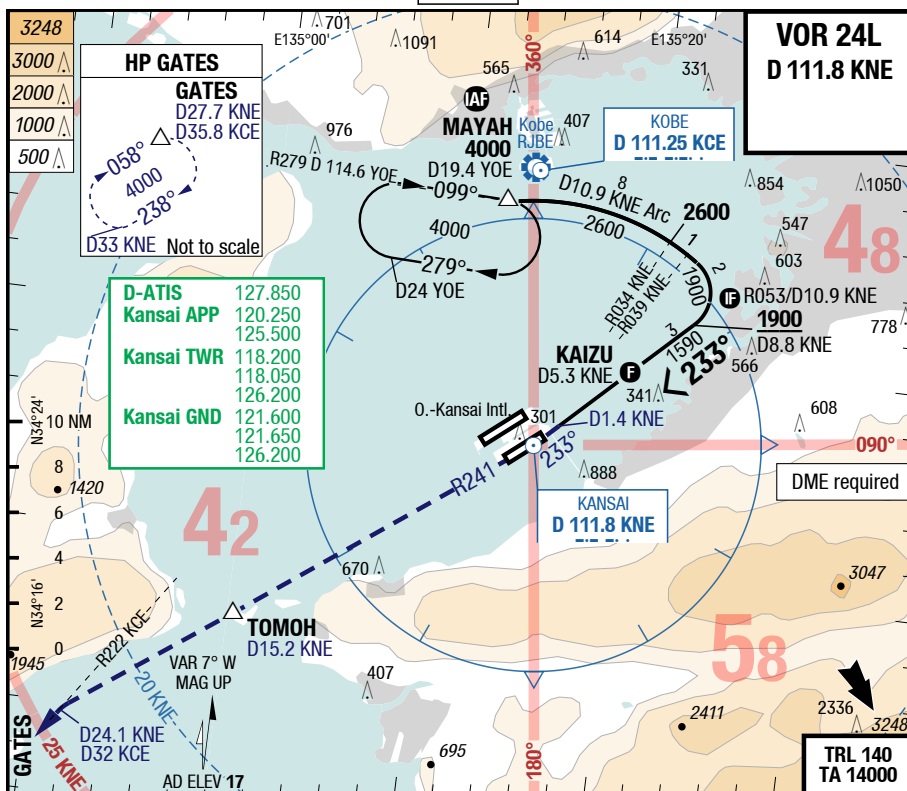 3248
3000
2000
1000
500
HP GATES
GATES
D27.7 KNE
D35.8 KCE
058°
4000
238°
D33 KNE
Not to scale
701
E135°00'
1091
565
360°
614
E135°20'
331
VOR 24L
D 111.8 KNE
IAF
MAYAH
4000
D19.4 YOE
Kobe
RJBE
407
KOBE
D 111.25 KCE
976
R279 D 114.6 YOE
099°
4000
279°
D24 YOE
8
D10.9 KNE Arc
2600
2600
1
2
7900
R034 KNE
R039 KNE
854
1050
547
603
48
IF
R053/D10.9 KNE
1900
D8.8 KNE
778
3
1590
233°
566
D-ATIS 127.850
Kansai APP 120.250
125.500
Kansai TWR 118.200
118.050
126.200
Kansai GND 121.600
121.650
126.200
KAIZU
D5.3 KNE
F
341
O.-Kansai Intl.
301
D1.4 KNE
608
N34°24'
10 NM
8
6
4
2
0
N34°16'
1420
233°
R241
888
090°
DME required
KANSAI
D 111.8 KNE
42
670
3047
TOMOH
D15.2 KNE
58
1945
R222 KCE
VAR 7° W
MAG UP
407
20 KNE
D24.1 KNE
D32 KCE
GATES
25 KNE
AD ELEV 17
695
180°
2411
2336
3248
TRL 140
TA 14000